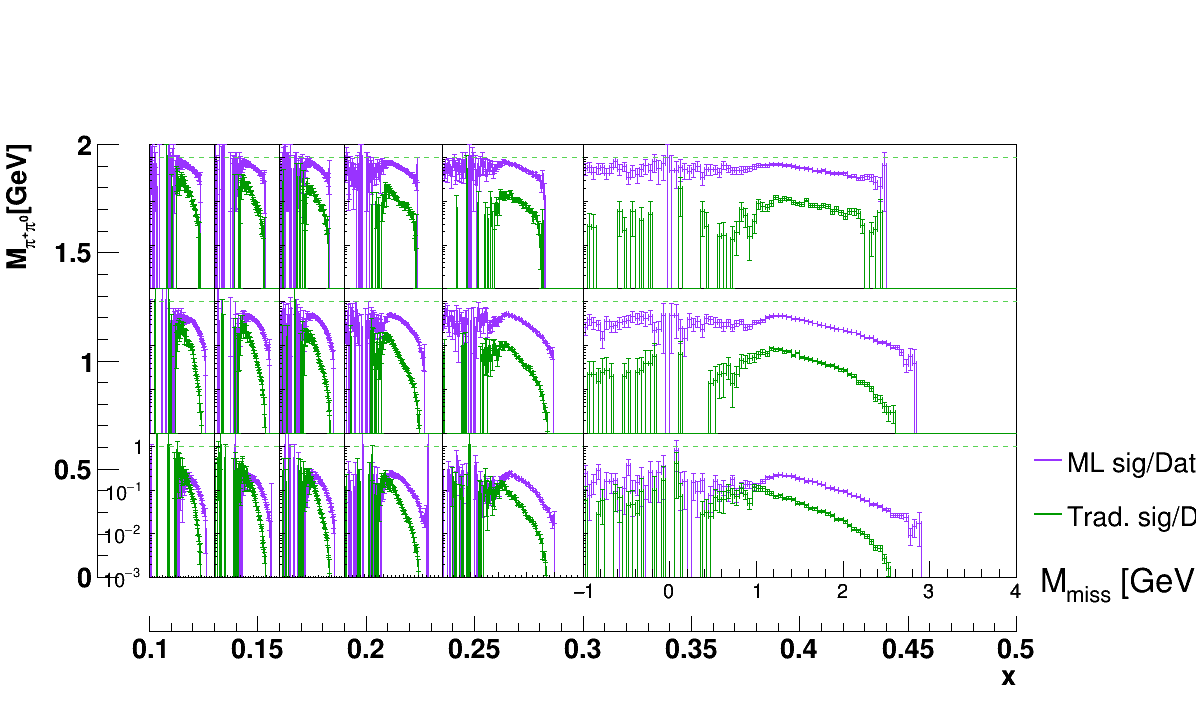 M_{π⁺π⁰}[GeV]
2
1.5
1
0.5
0
1
10⁻¹
10⁻²
10⁻³
−1 0 1 2 3 4
M_{miss} [GeV
ML sig/Dat
Trad. sig/D
0.1 0.15 0.2 0.25 0.3 0.35 0.4 0.45 0.5
x